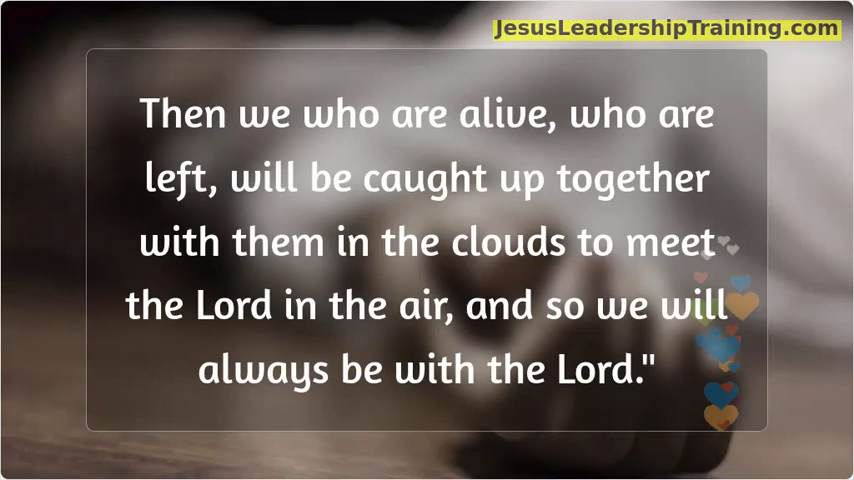 JesusLeadershipTraining.com
Then we who are alive, who are
left, will be caught up together
with them in the clouds to meet
the Lord in the air, and so we will
always be with the Lord."